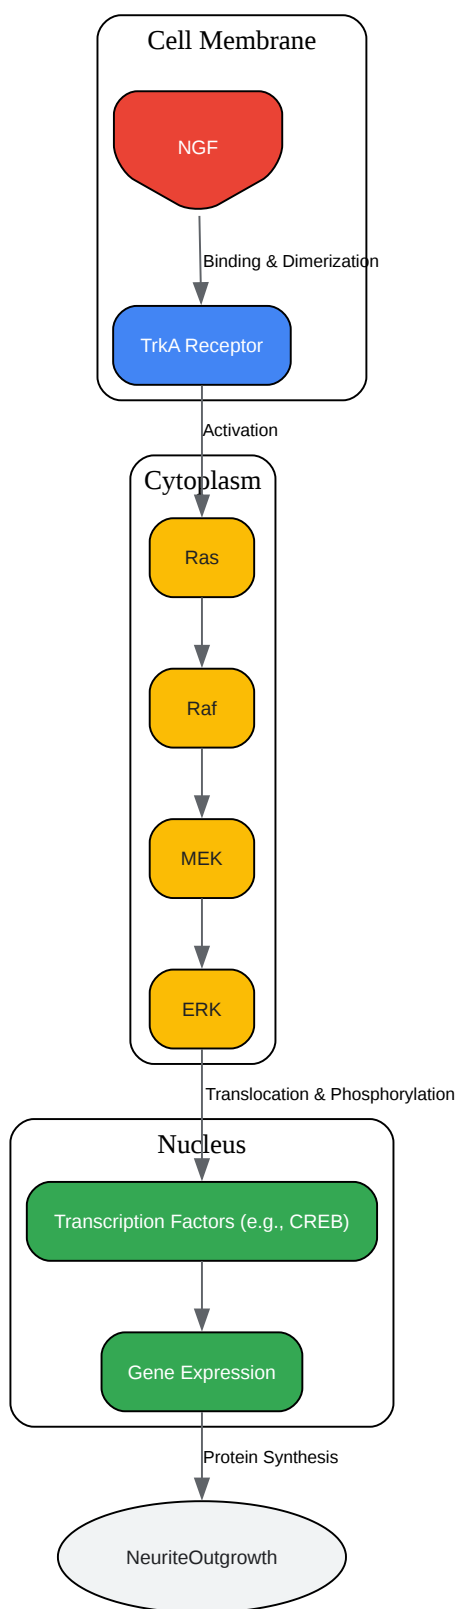 Cell Membrane
NGF
Binding & Dimerization
TrkA Receptor
Activation
Cytoplasm
Ras
Raf
MEK
ERK
Translocation & Phosphorylation
Nucleus
Transcription Factors (e.g., CREB)
Gene Expression
Protein Synthesis
NeuriteOutgrowth